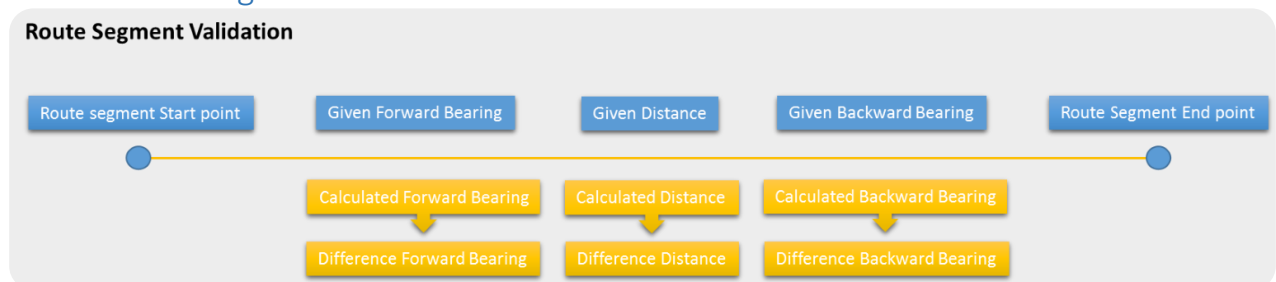 Route Segment Validation
Route segment Start point
Given Forward Bearing
Given Distance
Given Backward Bearing
Route Segment End point
Calculated Forward Bearing
Calculated Distance
Calculated Backward Bearing
Difference Forward Bearing
Difference Distance
Difference Backward Bearing